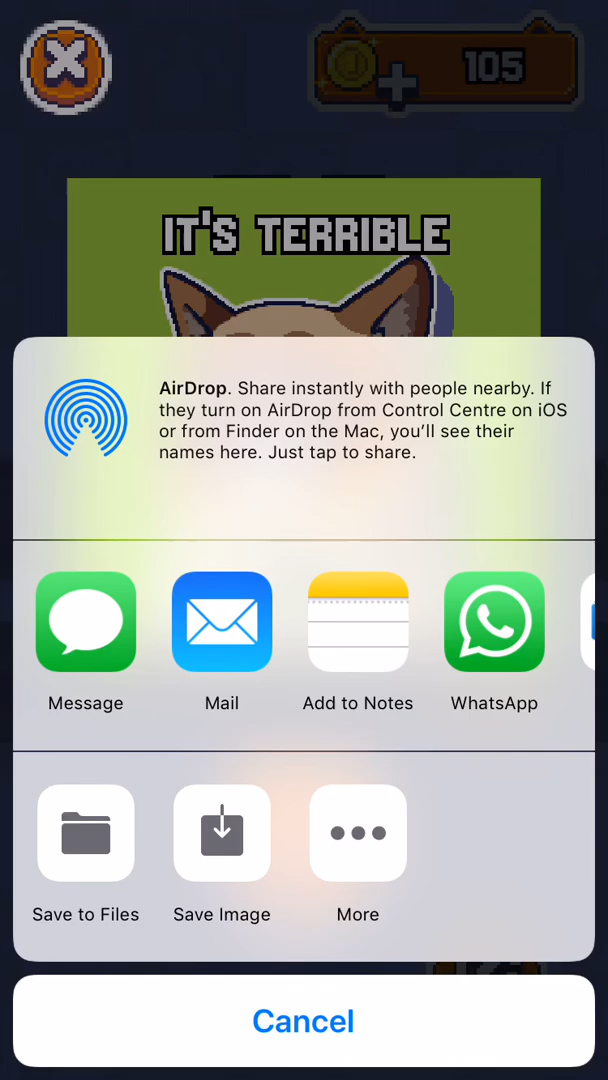 105
IT'S TERRIBLE
AirDrop. Share instantly with people nearby. If
they turn on AirDrop from Control Centre on iOS
or from Finder on the Mac, you’ll see their
names here. Just tap to share.
Message
Mail
Add to Notes
WhatsApp
Save to Files
Save Image
More
Cancel